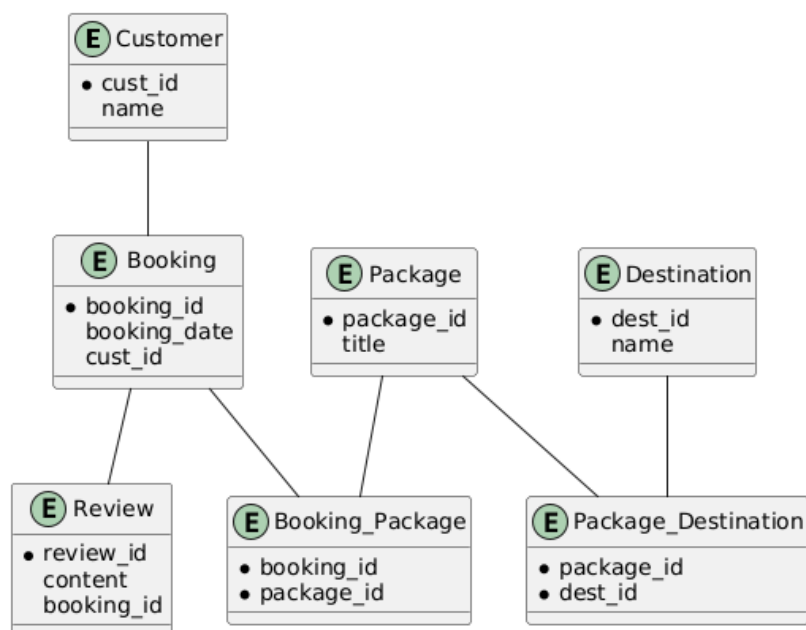 E Customer
cust_id
name
E Booking
booking_id
booking_date
cust_id
E Package
package_id
title
E Destination
dest_id
name
E Review
review_id
content
booking_id
E Booking_Package
booking_id
package_id
E Package_Destination
package_id
dest_id